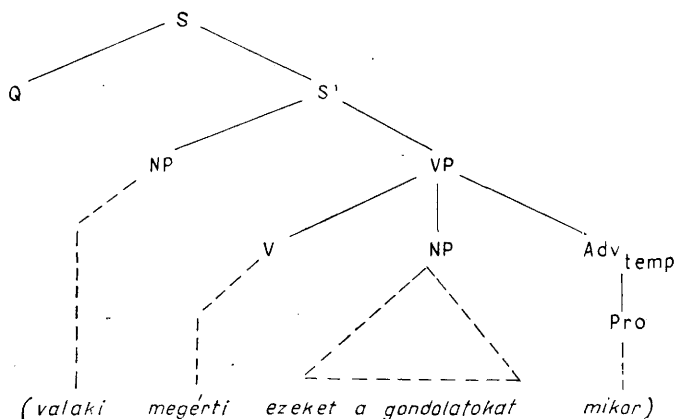 S
Q S'
NP VP
V NP Adv temp
Pro
(valaki megérti ezeket a gondolatokat mikor)